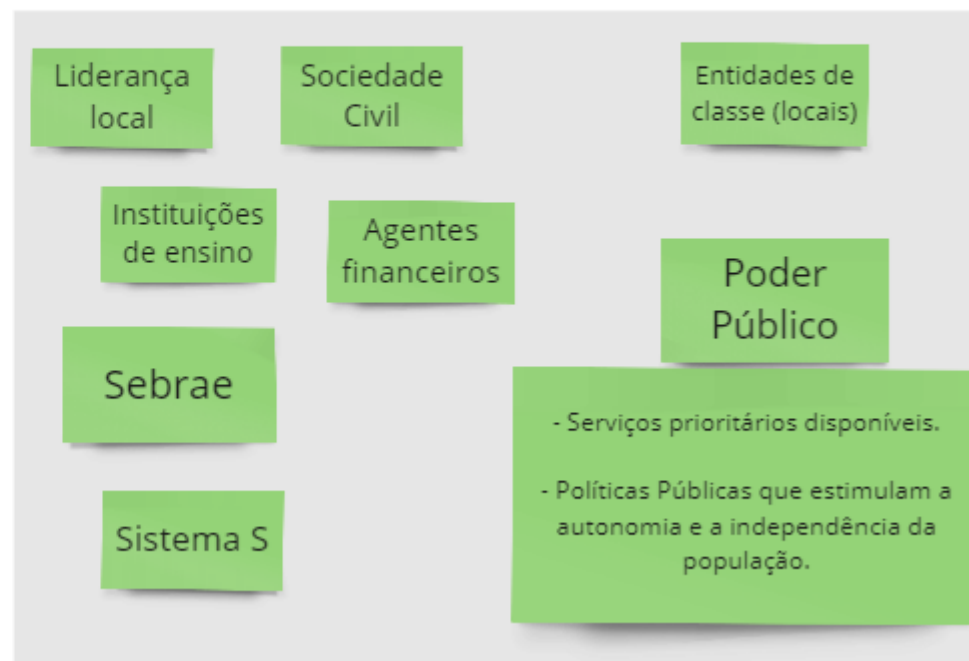 Liderança
local
Sociedade
Civil
Entidades de
classe (locais)
Instituições
de ensino
Agentes
financeiros
Poder
Público
Sebrae
- Serviços prioritários disponíveis.
- Políticas Públicas que estimulam a
autonomia e a independência da
população.
Sistema S